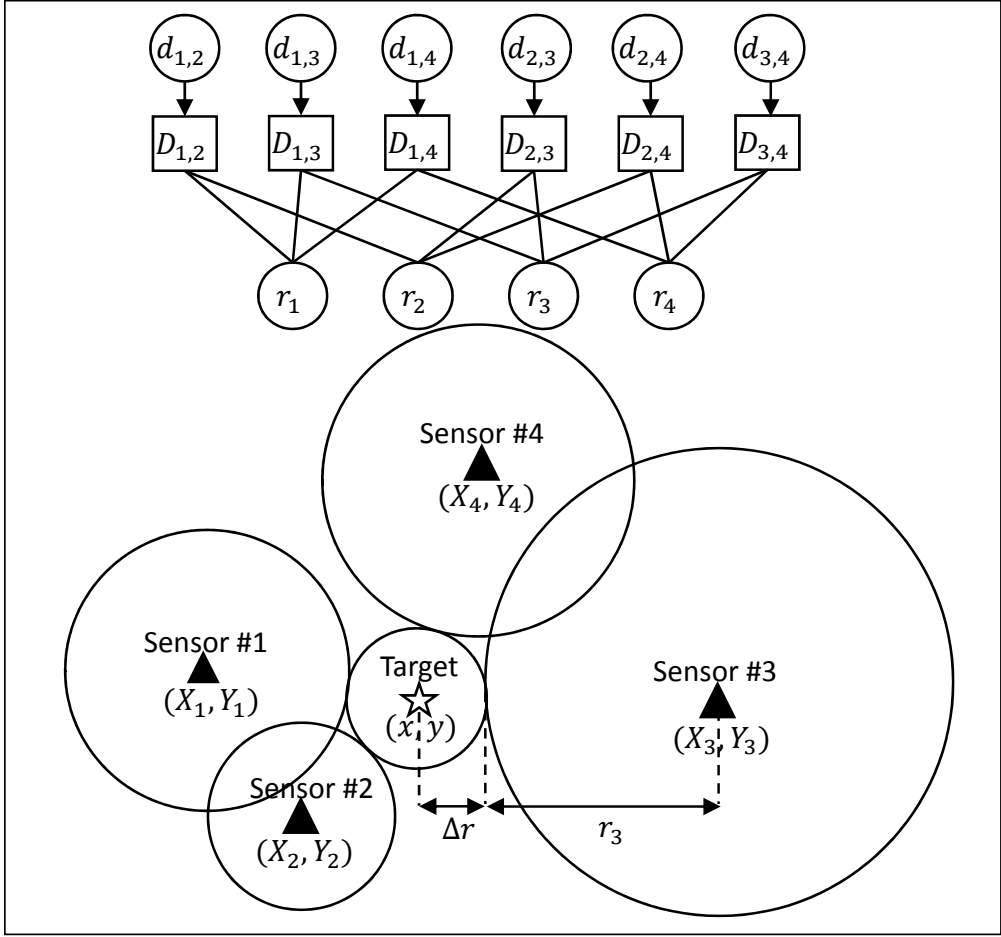 d₁,₂ d₁,₃ d₁,₄ d₂,₃ d₂,₄ d₃,₄
D₁,₂ D₁,₃ D₁,₄ D₂,₃ D₂,₄ D₃,₄
r₁ r₂ r₃ r₄
Sensor #4
(X₄, Y₄)
Sensor #1
(X₁, Y₁)
Target
(x, y)
Sensor #3
(X₃, Y₃)
Sensor #2
(X₂, Y₂)
Δr
r₃